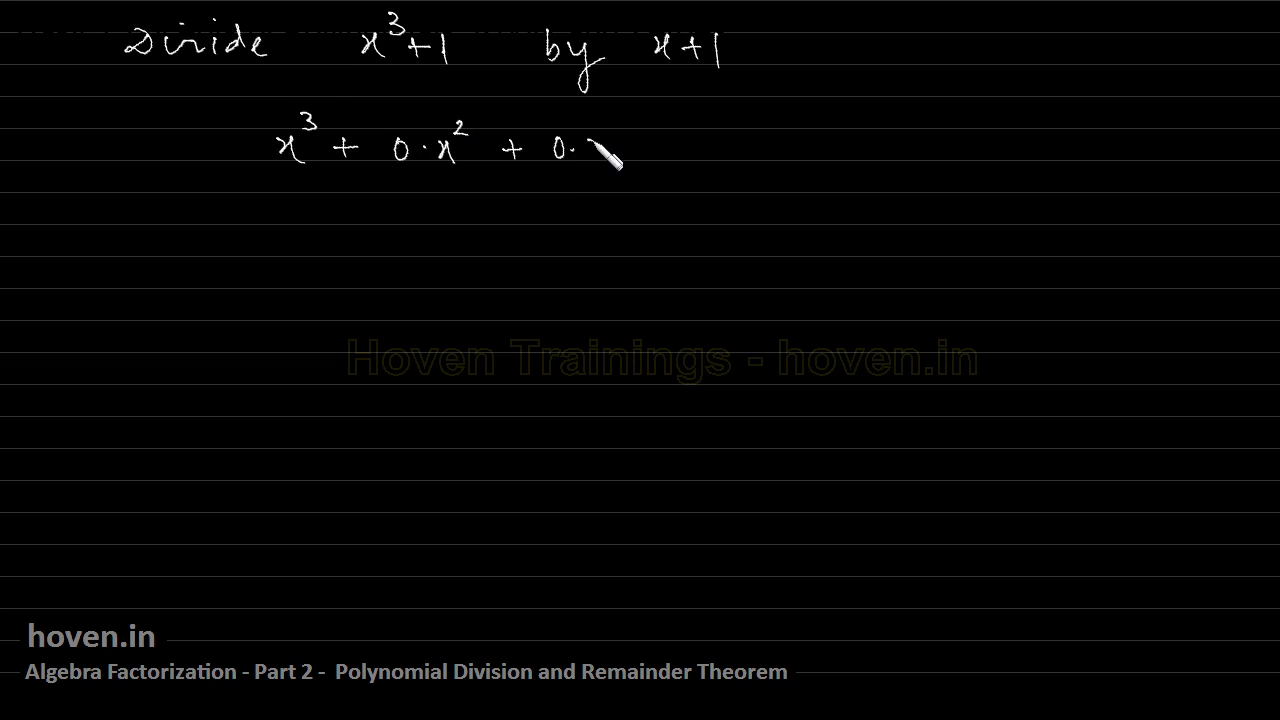 Divide x³+1 by x+1
x³ + 0·x² + 0·
Hoven Trainings - hoven.in
hoven.in
Algebra Factorization - Part 2 - Polynomial Division and Remainder Theorem